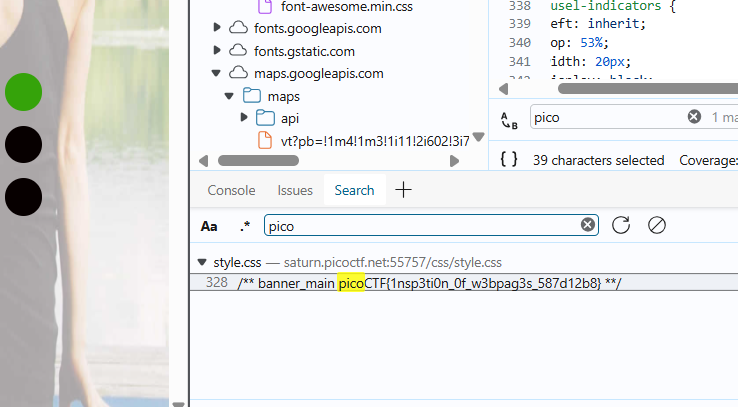 font-awesome.min.css
fonts.googleapis.com
fonts.gstatic.com
maps.googleapis.com
maps
api
vt?pb=!1m4!1m3!1i11!2i602!3i7
338 usel-indicators {
339 eft: inherit;
340 op: 53%;
341 idth: 20px;
A B
pico
1 ma
{ } 39 characters selected Coverage:
Console Issues Search +
Aa .* pico
style.css — saturn.picoctf.net:55757/css/style.css
328 /** banner_main picoCTF{1nsp3ti0n_0f_w3bpag3s_587d12b8} **/